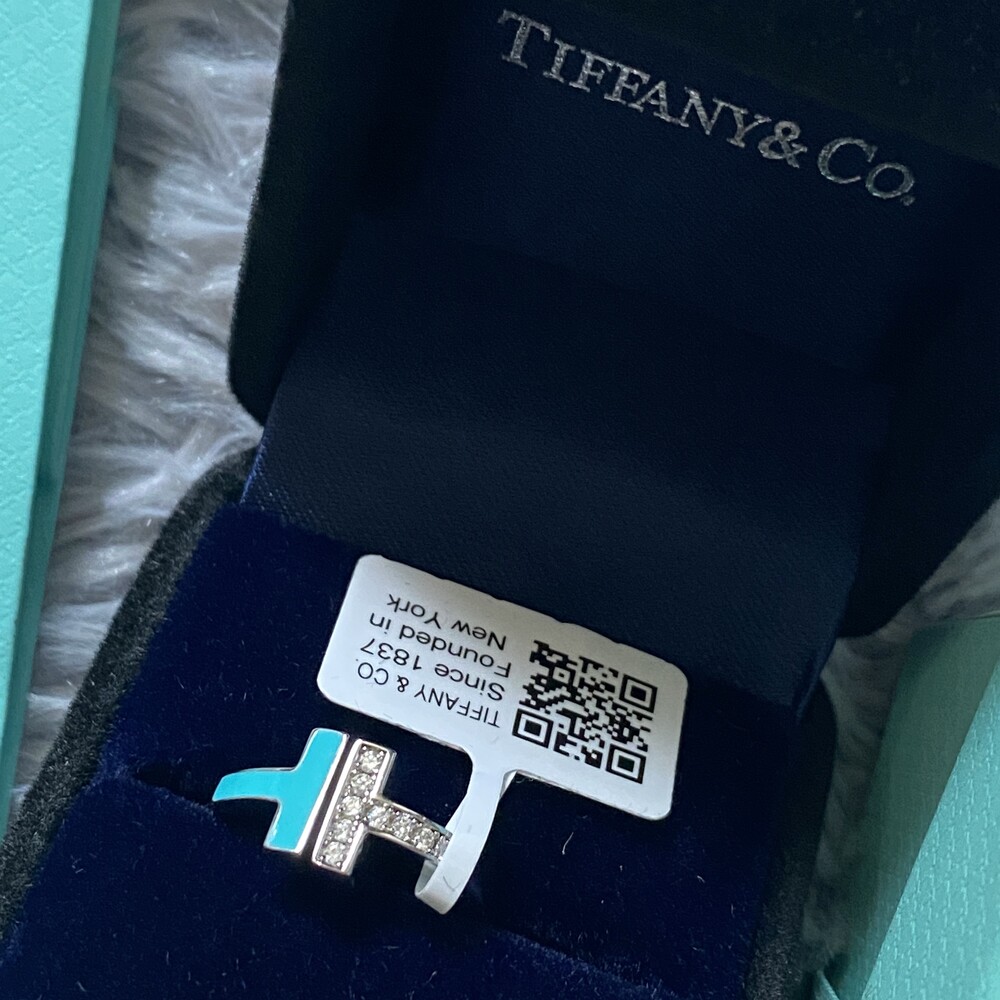 TIFFANY & CO.
TIFFANY & CO
Since 1837
Founded in
New York